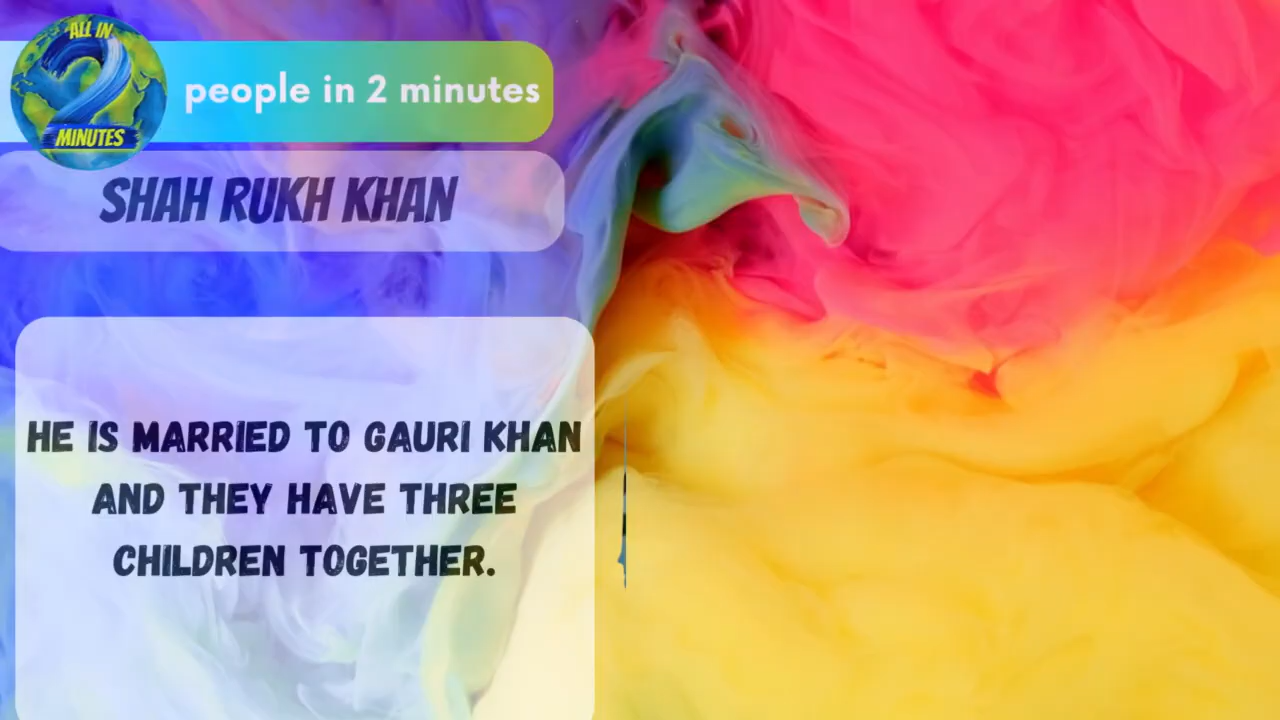 ALL IN
2
MINUTES
people in 2 minutes
SHAH RUKH KHAN
HE IS MARRIED TO GAURI KHAN
AND THEY HAVE THREE
CHILDREN TOGETHER.